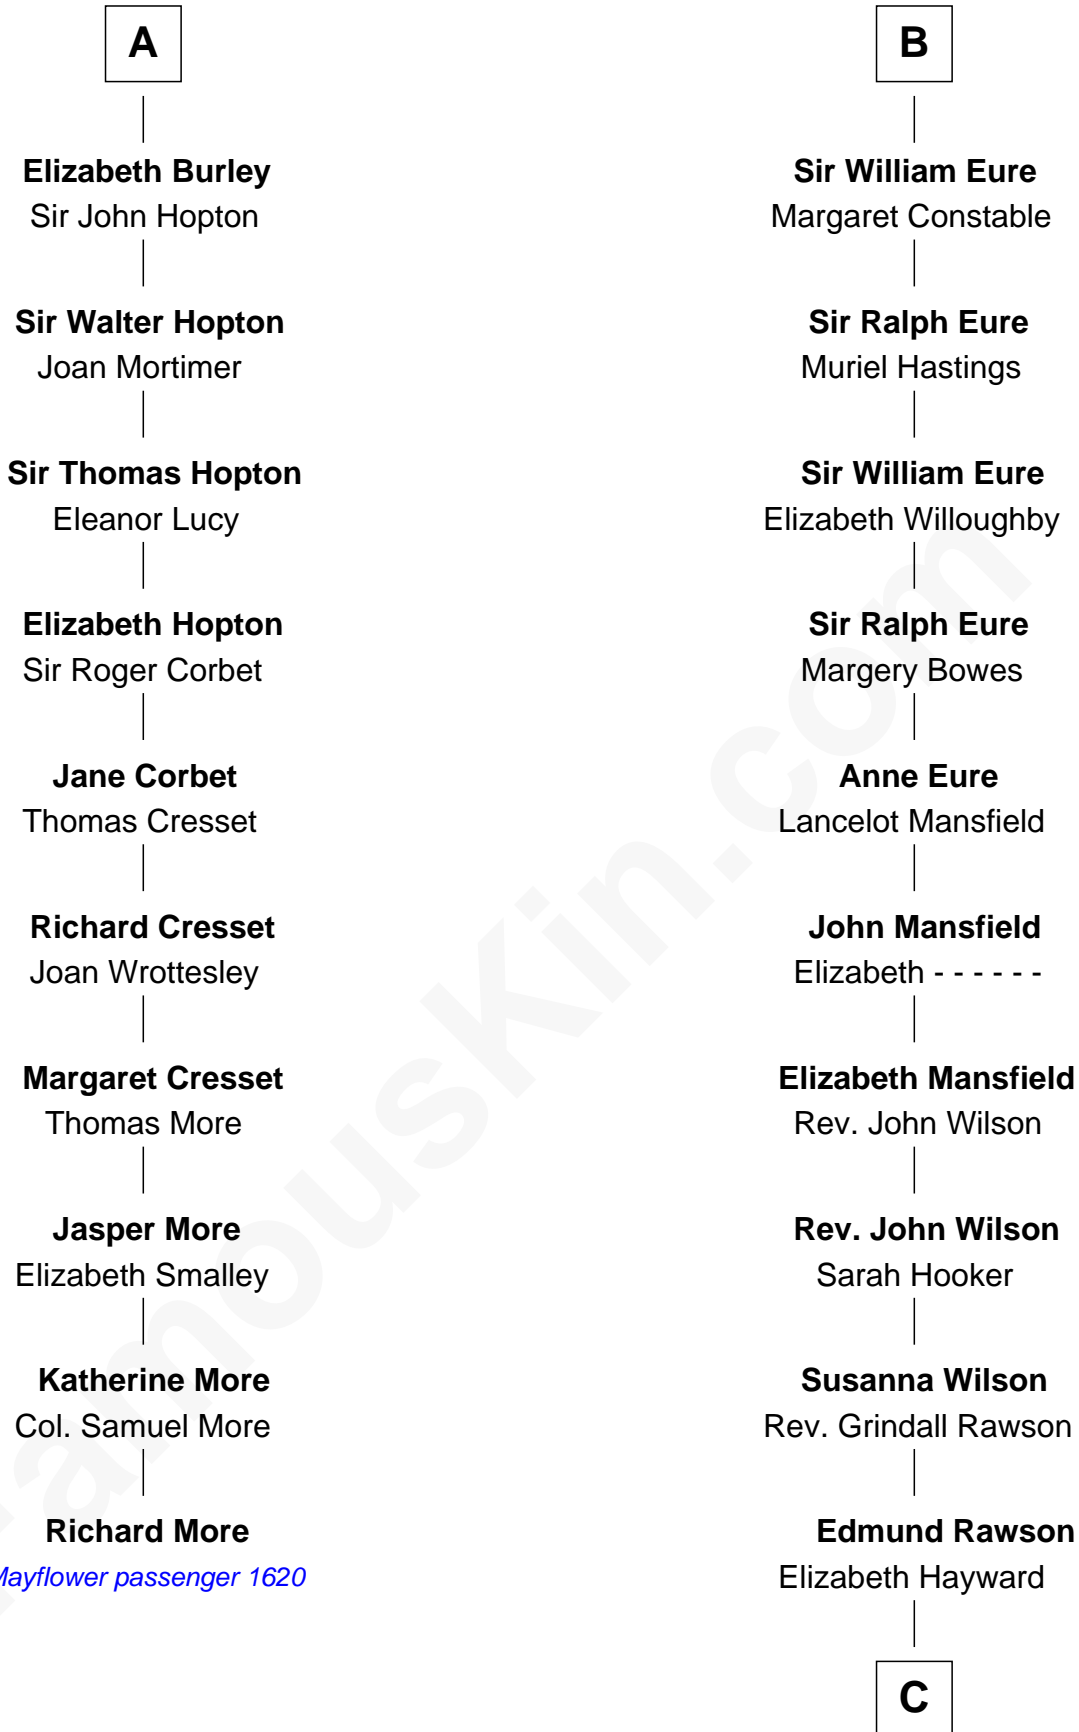 A
Elizabeth Burley
Sir John Hopton
Sir Walter Hopton
Joan Mortimer
Sir Thomas Hopton
Eleanor Lucy
Elizabeth Hopton
Sir Roger Corbet
Jane Corbet
Thomas Cresset
Richard Cresset
Joan Wrottesley
Margaret Cresset
Thomas More
Jasper More
Elizabeth Smalley
Katherine More
Col. Samuel More
Richard More
Mayflower passenger 1620
B
Sir William Eure
Margaret Constable
Sir Ralph Eure
Muriel Hastings
Sir William Eure
Elizabeth Willoughby
Sir Ralph Eure
Margery Bowes
Anne Eure
Lancelot Mansfield
John Mansfield
Elizabeth - - - - - -
Elizabeth Mansfield
Rev. John Wilson
Rev. John Wilson
Sarah Hooker
Susanna Wilson
Rev. Grindall Rawson
Edmund Rawson
Elizabeth Hayward
C
FamousKin.com